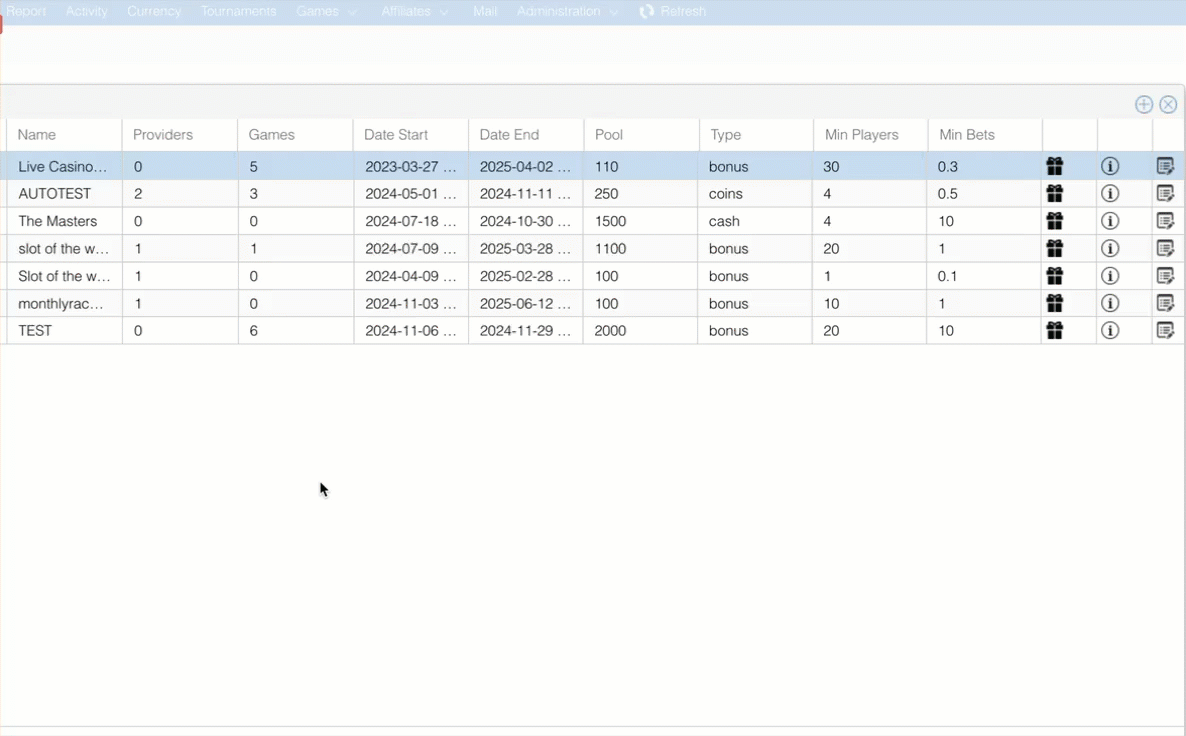 Report Activity Currency Tournaments Games Affiliates Mail Administration Refresh
Name Providers Games Date Start Date End Pool Type Min Players Min Bets
Live Casino... 0 5 2023-03-27 ... 2025-04-02 ... 110 bonus 30 0.3
AUTOTEST 2 3 2024-05-01 ... 2024-11-11 ... 250 coins 4 0.5
The Masters 0 0 2024-07-18 ... 2024-10-30 ... 1500 cash 4 10
slot of the w... 1 1 2024-07-09 ... 2025-03-28 ... 1100 bonus 20 1
Slot of the w... 1 0 2024-04-09 ... 2025-02-28 ... 100 bonus 1 0.1
monthlyrac... 1 0 2024-11-03 ... 2025-06-12 ... 100 bonus 10 1
TEST 0 6 2024-11-06 ... 2024-11-29 ... 2000 bonus 20 10